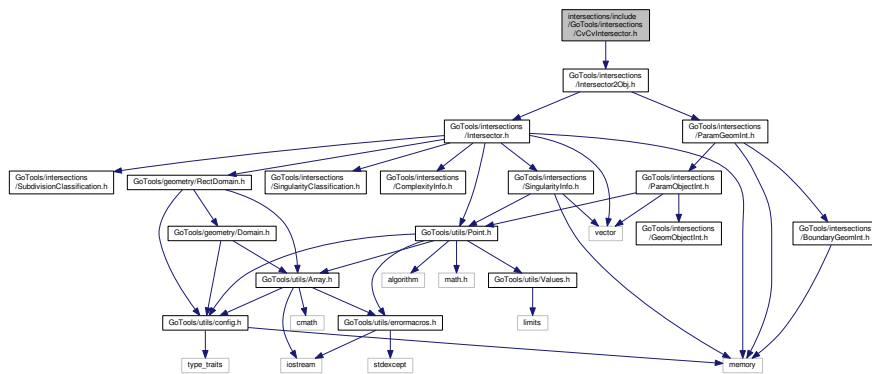 intersections/include
/GoTools/intersections
/CvCvIntersector.h
GoTools/intersections
/Intersector2Obj.h
GoTools/intersections
/Intersector.h
GoTools/intersections
/ParamGeomInt.h
GoTools/intersections
/SubdivisionClassification.h
GoTools/geometry/RectDomain.h
GoTools/intersections
/SingularityClassification.h
GoTools/intersections
/ComplexityInfo.h
GoTools/intersections
/SingularityInfo.h
GoTools/intersections
/ParamObjectInt.h
GoTools/geometry/Domain.h
GoTools/utils/Point.h
vector
GoTools/intersections
/GeomObjectInt.h
GoTools/intersections
/BoundaryGeomInt.h
GoTools/utils/Array.h
algorithm
math.h
GoTools/utils/Values.h
GoTools/utils/config.h
cmath
GoTools/utils/errormacros.h
limits
type_traits
iostream
stdexcept
memory